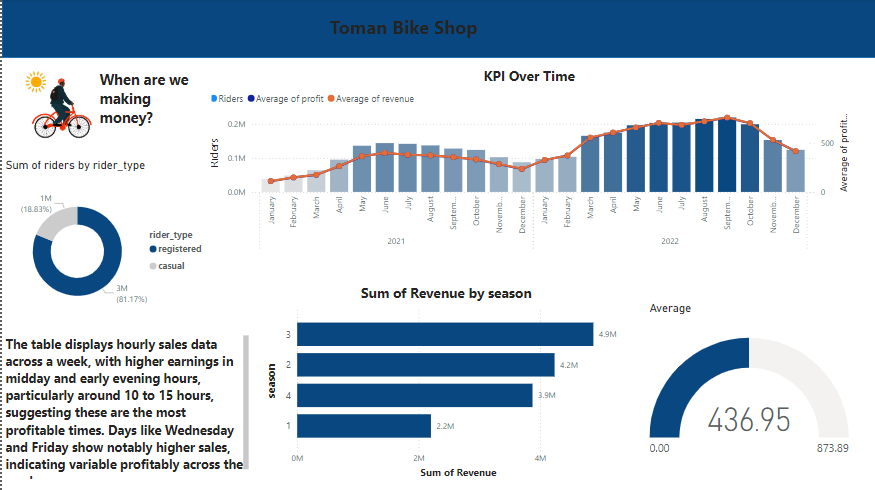 Toman Bike Shop
When are we
making
money?
KPI Over Time
Riders Average of profit Average of revenue
0.2M
0.1M
0.0M
Riders
500
0
Average of profit...
January February March April May June July August Septem... October Novemb... December January February March April May June July August Septem... October Novemb... December
2021 2022
Sum of riders by rider_type
1M
(18.83%)
3M
(81.17%)
rider_type
registered
casual
Sum of Revenue by season
season
3 4.9M
2 4.2M
4 3.9M
1 2.2M
0M 2M 4M
Sum of Revenue
Average
436.95
0.00 873.89
The table displays hourly sales data
across a week, with higher earnings in
midday and early evening hours,
particularly around 10 to 15 hours,
suggesting these are the most
profitable times. Days like Wednesday
and Friday show notably higher sales,
indicating variable profitably across the